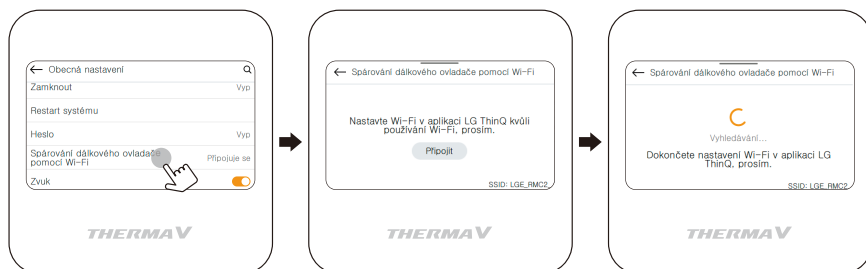 ← Obecná nastavení
Zamknout Vyp
Restart systému
Heslo Vyp
Spárování dálkového ovladače
pomocí Wi-Fi Připojuje se
Zvuk
THERMA V
← Spárování dálkového ovladače pomocí Wi-Fi
Nastavte Wi-Fi v aplikaci LG ThinQ kvůli
používání Wi-Fi, prosím.
Připojit
SSID: LGE_RMC2_
THERMA V
← Spárování dálkového ovladače pomocí Wi-Fi
Vyhledávání...
Dokončete nastavení Wi-Fi v aplikaci LG
ThinQ, prosím.
SSID: LGE_RMC2_
THERMA V